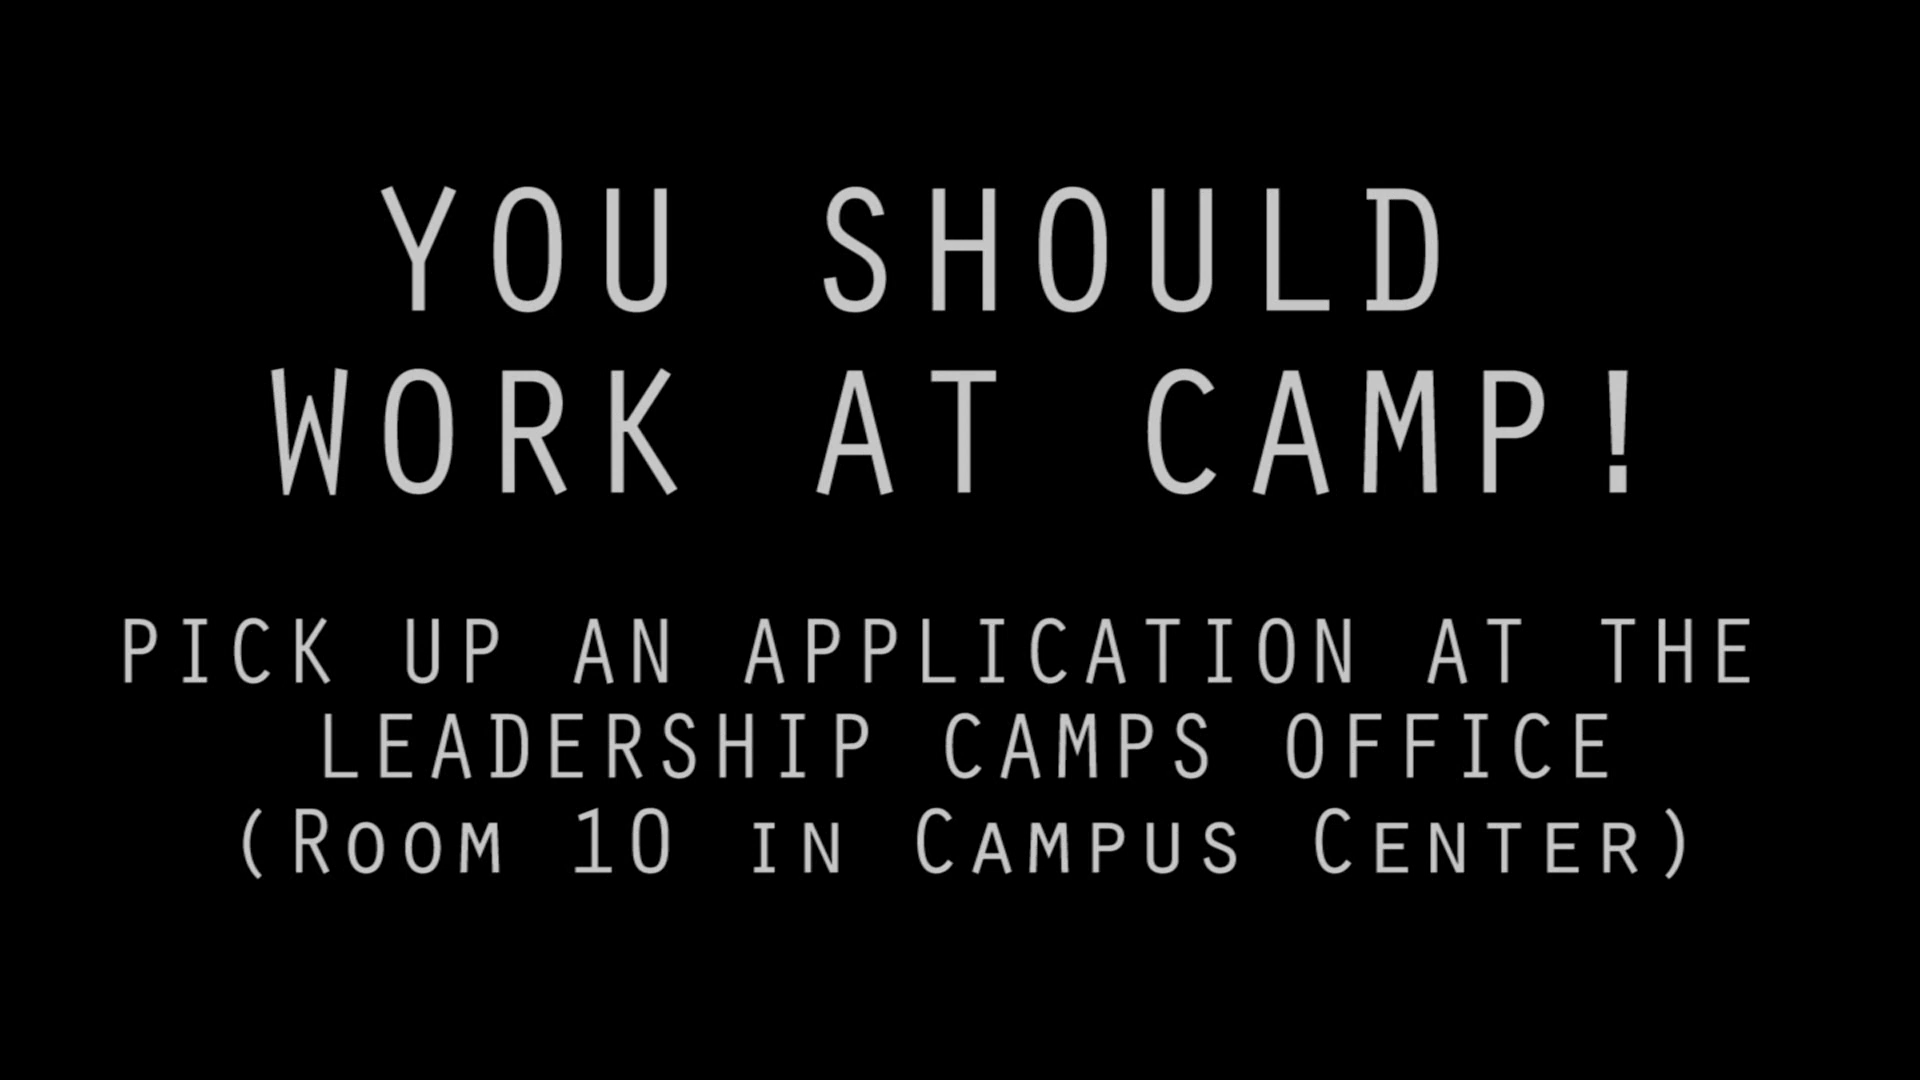 YOU SHOULD
WORK AT CAMP!
PICK UP AN APPLICATION AT THE
LEADERSHIP CAMPS OFFICE
(ROOM 10 IN CAMPUS CENTER)